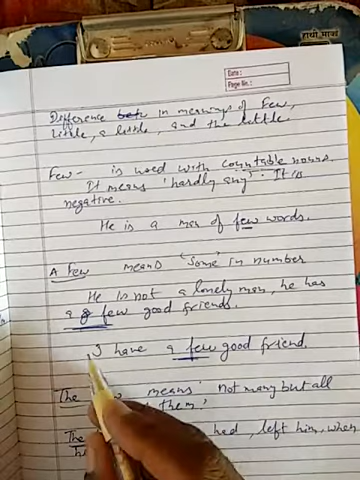 हाथी मार्का
Date :
Page No. :
Difference in meanings of Few,
little, a little, and the little
Few - is used with countable nouns.
It means 'hardly any'. It is
negative.
He is a man of few words.
A Few means 'Some' in number
He is not a lonely man, he has
a few good friends.
I have a few good friend.
The means 'not many but all
them'
The had, left him, when